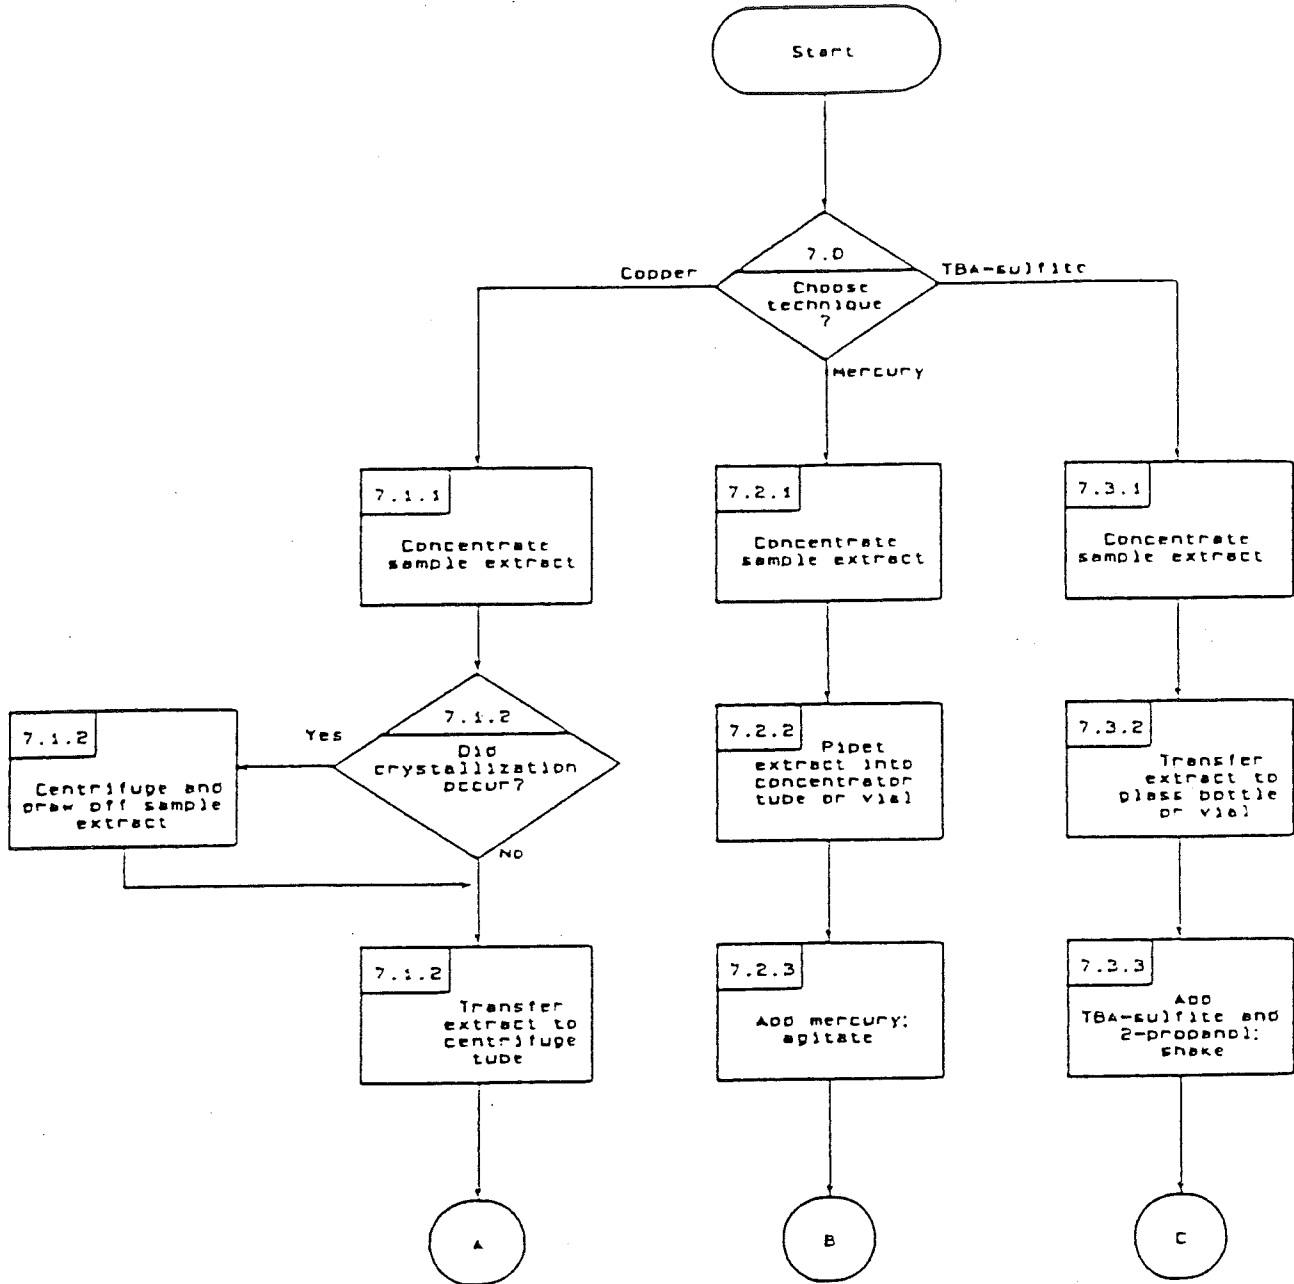 Start
7.0
Choose
technique
?
Copper
TBA-sulfite
Mercury
7.1.1
Concentrate
sample extract
7.2.1
Concentrate
sample extract
7.3.1
Concentrate
sample extract
7.1.2
Did
crystallization
occur?
Yes
No
7.1.2
Centrifuge and
draw off sample
extract
7.2.2
Pipet
extract into
concentrator
tube or vial
7.3.2
Transfer
extract to
glass bottle
or vial
7.1.2
Transfer
extract to
centrifuge
tube
7.2.3
Add mercury;
agitate
7.3.3
Add
TBA-sulfite and
2-propanol;
shake
A
B
C